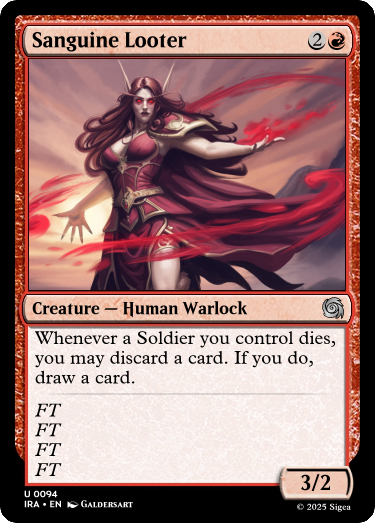 Sanguine Looter 2
Creature — Human Warlock
Whenever a Soldier you control dies,
you may discard a card. If you do,
draw a card.
FT
FT
FT
FT
3/2
U 0094
IRA • EN Galdersart
© 2025 Sigea